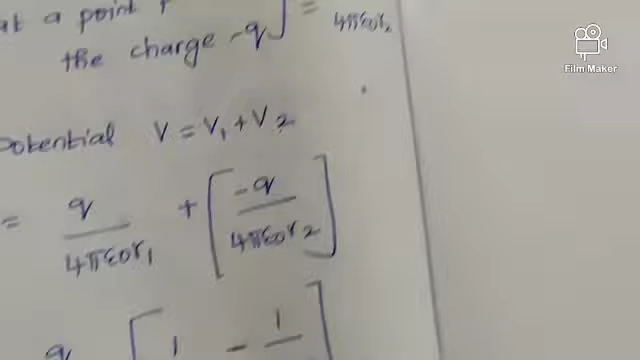 at a point
the charge -q] =
4πε0r2
Potential V = V1 + V2
= q/4πε0r1 + [-q/4πε0r2]
q [1 - 1]
Film Maker